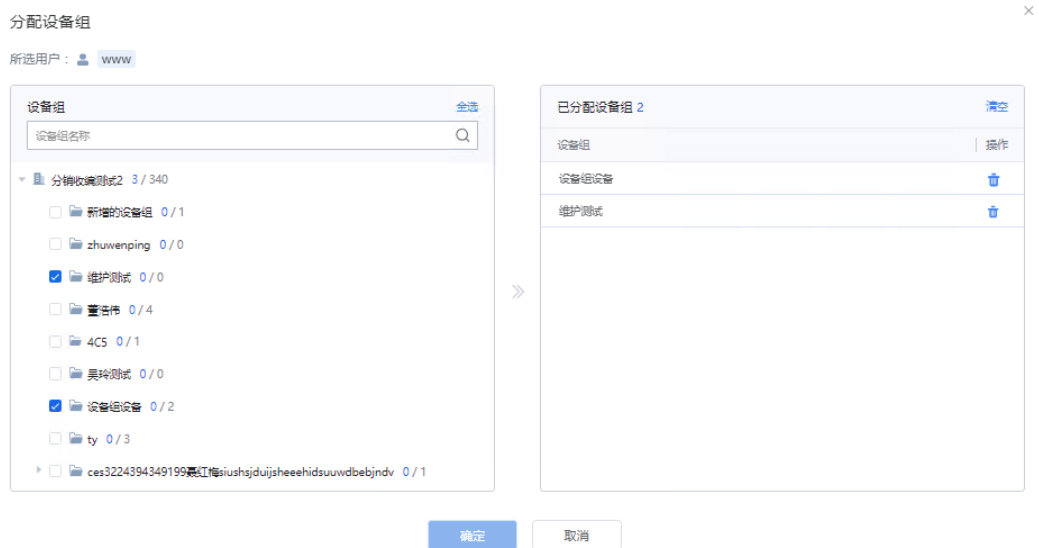 分配设备组
所选用户： www
设备组 全选
设备组名称
分销收编测试2 3 / 340
新增的设备组 0 / 1
zhuwenping 0 / 0
维护测试 0 / 0
董浩伟 0 / 4
4C5 0 / 1
吴玲测试 0 / 0
设备组设备 0 / 2
ty 0 / 3
ces3224394349199聂红梅siushsjduijsheeehidsuuwdbebjndv 0 / 1
已分配设备组 2 清空
设备组 操作
设备组设备
维护测试
确定 取消